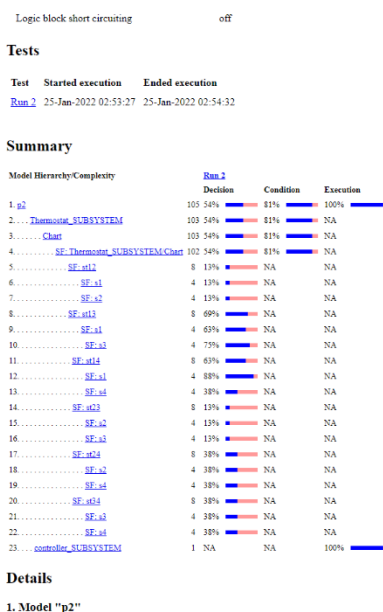 Logic block short circuiting off
Tests
Test Started execution Ended execution
Run 2 25-Jan-2022 02:53:27 25-Jan-2022 02:54:32
Summary
Model Hierarchy/Complexity Run 2
Decision Condition Execution
1. p2 105 54% 81% 100%
2. . . . Thermostat_SUBSYSTEM 103 54% 81% NA
3. . . . . . . Chart 103 54% 81% NA
4. . . . . . . . . . SF: Thermostat_SUBSYSTEM/Chart 102 54% 81% NA
5. . . . . . . . . . . . . SF: st12 8 13% NA NA
6. . . . . . . . . . . . . . . . SF: s1 4 13% NA NA
7. . . . . . . . . . . . . . . . SF: s2 4 13% NA NA
8. . . . . . . . . . . . . SF: st13 8 69% NA NA
9. . . . . . . . . . . . . . . . SF: s1 4 63% NA NA
10. . . . . . . . . . . . . . . . SF: s3 4 75% NA NA
11. . . . . . . . . . . . . SF: st14 8 63% NA NA
12. . . . . . . . . . . . . . . . SF: s1 4 88% NA NA
13. . . . . . . . . . . . . . . . SF: s4 4 38% NA NA
14. . . . . . . . . . . . . SF: st23 8 13% NA NA
15. . . . . . . . . . . . . . . . SF: s2 4 13% NA NA
16. . . . . . . . . . . . . . . . SF: s3 4 13% NA NA
17. . . . . . . . . . . . . SF: st24 8 38% NA NA
18. . . . . . . . . . . . . . . . SF: s2 4 38% NA NA
19. . . . . . . . . . . . . . . . SF: s4 4 38% NA NA
20. . . . . . . . . . . . . SF: st34 8 38% NA NA
21. . . . . . . . . . . . . . . . SF: s3 4 38% NA NA
22. . . . . . . . . . . . . . . . SF: s4 4 38% NA NA
23. . . . controller_SUBSYSTEM 1 NA NA 100%
Details
1. Model "p2"